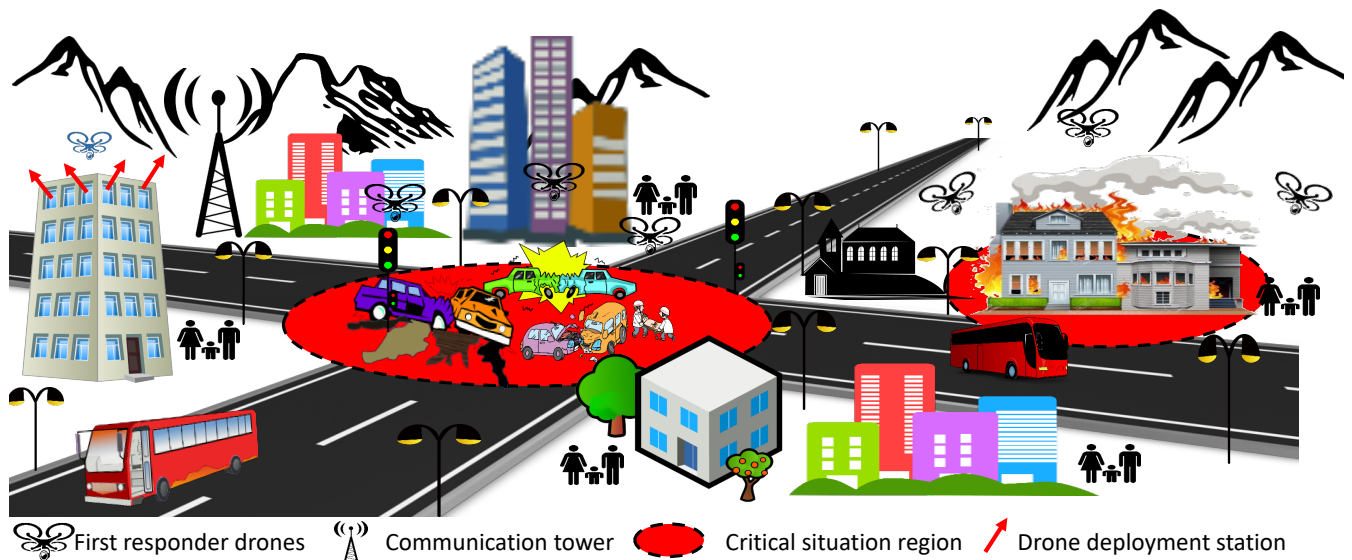 First responder drones
Communication tower
Critical situation region
Drone deployment station